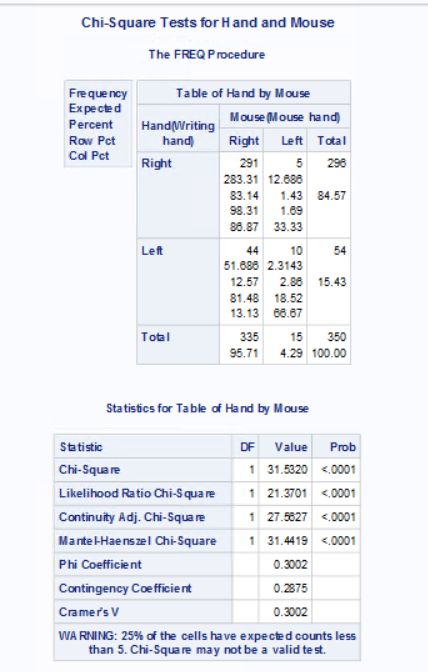 Chi-Square Tests for Hand and Mouse
The FREQ Procedure
Frequency
Expected
Percent
Row Pct
Col Pct
Table of Hand by Mouse
Hand(Writing hand) Mouse(Mouse hand)
Right Left Total
Right 291 5 296
283.31 12.686
83.14 1.43 84.57
98.31 1.69
86.87 33.33
Left 44 10 54
51.686 2.3143
12.57 2.86 15.43
81.48 18.52
13.13 66.67
Total 335 15 350
95.71 4.29 100.00
Statistics for Table of Hand by Mouse
Statistic DF Value Prob
Chi-Square 1 31.5320 <.0001
Likelihood Ratio Chi-Square 1 21.3701 <.0001
Continuity Adj. Chi-Square 1 27.5627 <.0001
Mantel-Haenszel Chi-Square 1 31.4419 <.0001
Phi Coefficient 0.3002
Contingency Coefficient 0.2875
Cramer's V 0.3002
WARNING: 25% of the cells have expected counts less
than 5. Chi-Square may not be a valid test.